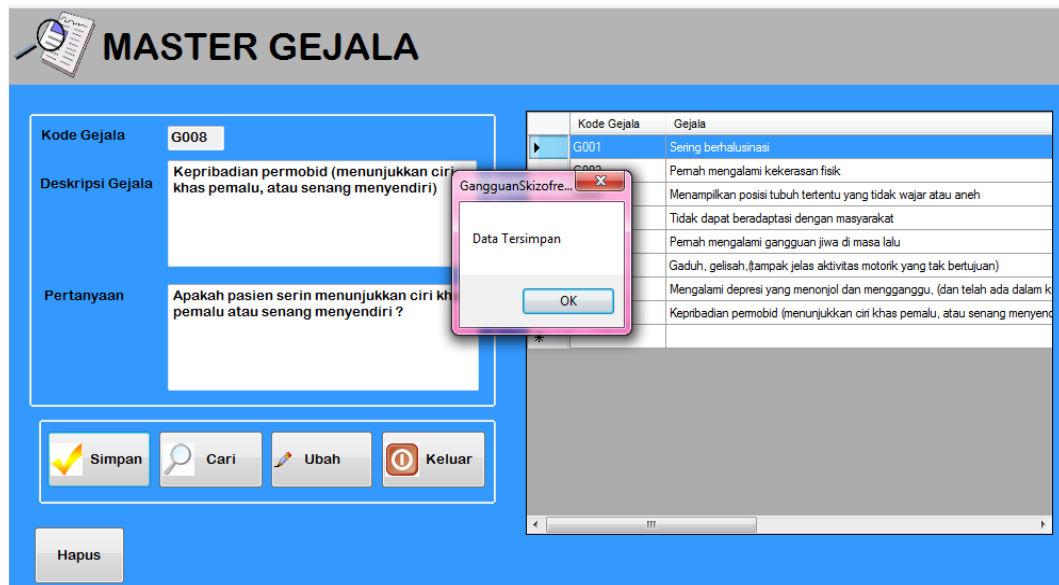 MASTER GEJALA
Kode Gejala
G008
Deskripsi Gejala
Kepribadian permobid (menunjukkan ciri
khas pemalu, atau senang menyendiri)
Pertanyaan
Apakah pasien serin menunjukkan ciri kh
pemalu atau senang menyendiri ?
Simpan
Cari
Ubah
Keluar
Hapus
GangguanSkizofre...
Data Tersimpan
OK
Kode Gejala Gejala
G001 Sering berhalusinasi
Pernah mengalami kekerasan fisik
Menampilkan posisi tubuh tertentu yang tidak wajar atau aneh
Tidak dapat beradaptasi dengan masyarakat
Pernah mengalami gangguan jiwa di masa lalu
Gaduh, gelisah,(tampak jelas aktivitas motorik yang tak bertujuan)
Mengalami depresi yang menonjol dan mengganggu, (dan telah ada dalam k
Kepribadian permobid (menunjukkan ciri khas pemalu, atau senang menyend